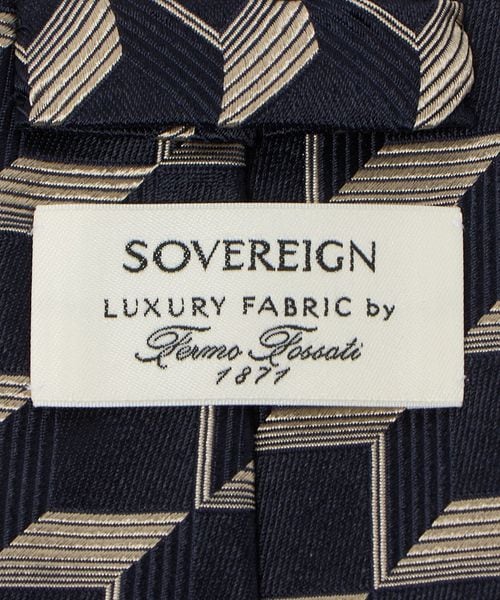 SOVEREIGN
LUXURY FABRIC by
Fermo Fossati
1871